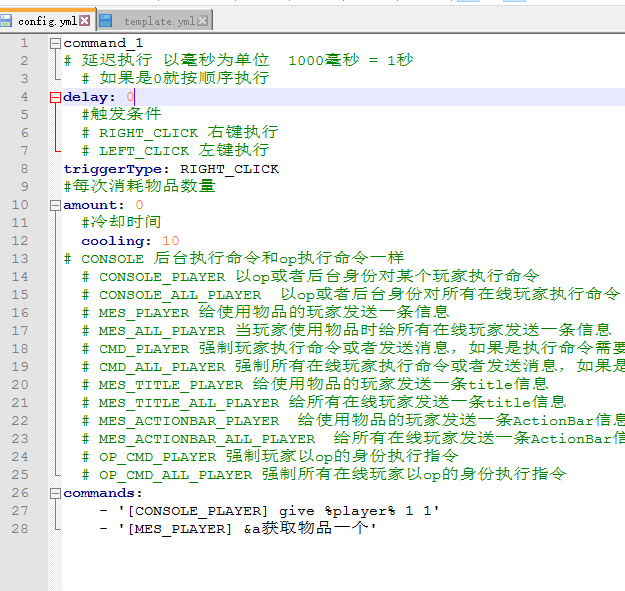 config.yml template.yml
1 command_1
2 # 延迟执行 以毫秒为单位 1000毫秒 = 1秒
3 # 如果是0就按顺序执行
4 delay: 0
5 #触发条件
6 # RIGHT_CLICK 右键执行
7 # LEFT_CLICK 左键执行
8 triggerType: RIGHT_CLICK
9 #每次消耗物品数量
10 amount: 0
11 #冷却时间
12 cooling: 10
13 # CONSOLE 后台执行命令和op执行命令一样
14 # CONSOLE_PLAYER 以op或者后台身份对某个玩家执行命令
15 # CONSOLE_ALL_PLAYER 以op或者后台身份对所有在线玩家执行命令
16 # MES_PLAYER 给使用物品的玩家发送一条信息
17 # MES_ALL_PLAYER 当玩家使用物品时给所有在线玩家发送一条信息
18 # CMD_PLAYER 强制玩家执行命令或者发送消息，如果是执行命令需要
19 # CMD_ALL_PLAYER 强制所有在线玩家执行命令或者发送消息，如果是
20 # MES_TITLE_PLAYER 给使用物品的玩家发送一条title信息
21 # MES_TITLE_ALL_PLAYER 给所有在线玩家发送一条title信息
22 # MES_ACTIONBAR_PLAYER 给使用物品的玩家发送一条ActionBar信息
23 # MES_ACTIONBAR_ALL_PLAYER 给所有在线玩家发送一条ActionBar信
24 # OP_CMD_PLAYER 强制玩家以op的身份执行指令
25 # OP_CMD_ALL_PLAYER 强制所有在线玩家以op的身份执行指令
26 commands:
27 - '[CONSOLE_PLAYER] give %player% 1 1'
28 - '[MES_PLAYER] &a获取物品一个'